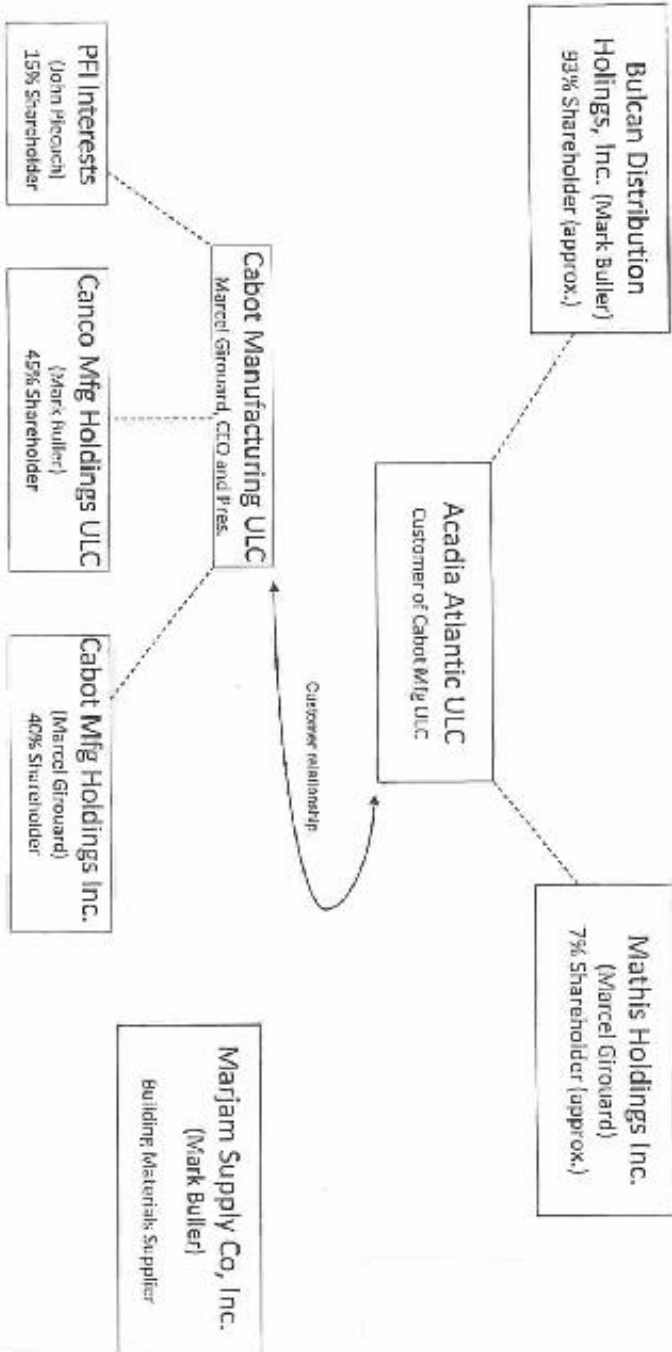 Bulcan Distribution
Holings, Inc. (Mark Buller)
93% Shareholder (approx.)
Mathis Holdings Inc.
(Marcel Girouard)
7% Shareholder (approx.)
Acadia Atlantic ULC
Customer of Cabot Mfg ULC
Customer relationship
Cabot Manufacturing ULC
Marcel Girouard, CEO and Pres.
Marjam Supply Co, Inc.
(Mark Buller)
Building Materials Supplier
PFI Interests
(John Piecuch)
15% Shareholder
Canco Mfg Holdings ULC
(Mark Buller)
45% Shareholder
Cabot Mfg Holdings Inc.
(Marcel Girouard)
40% Shareholder